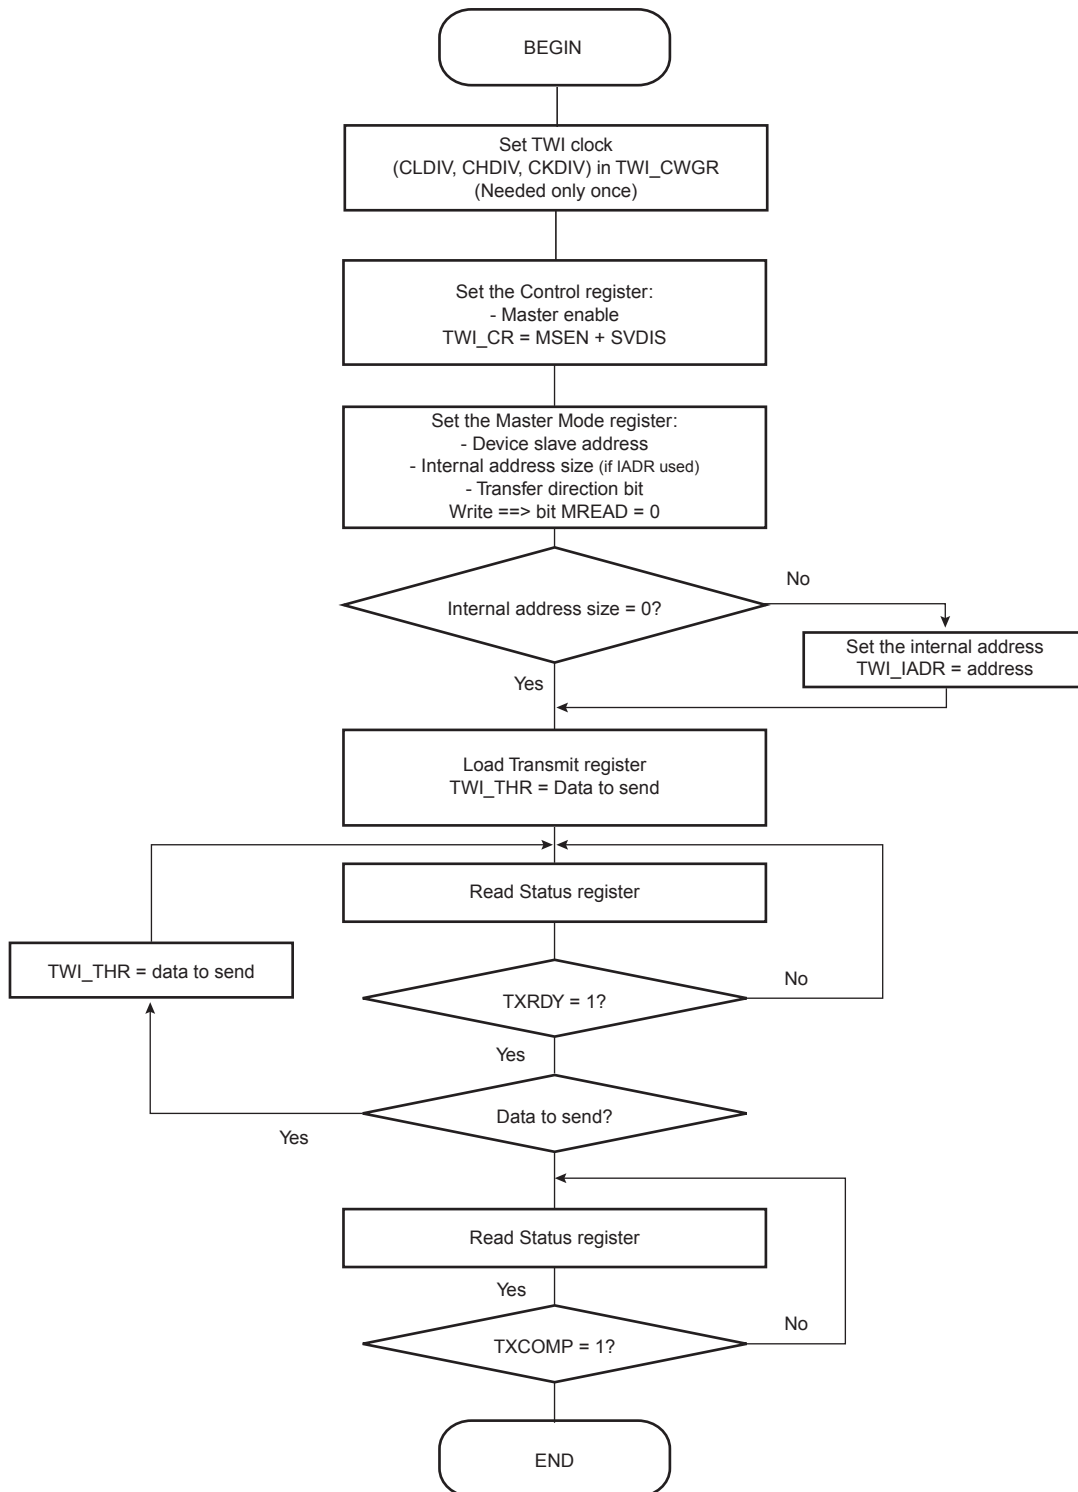 BEGIN
Set TWI clock
(CLDIV, CHDIV, CKDIV) in TWI_CWGR
(Needed only once)
Set the Control register:
- Master enable
TWI_CR = MSEN + SVDIS
Set the Master Mode register:
- Device slave address
- Internal address size (if IADR used)
- Transfer direction bit
Write ==> bit MREAD = 0
No
Internal address size = 0?
Set the internal address
TWI_IADR = address
Yes
Load Transmit register
TWI_THR = Data to send
Read Status register
TWI_THR = data to send
No
TXRDY = 1?
Yes
Data to send?
Yes
Read Status register
Yes
No
TXCOMP = 1?
END